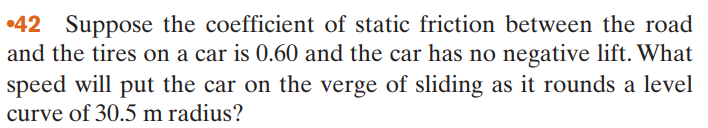 •42 Suppose the coefficient of static friction between the road
and the tires on a car is 0.60 and the car has no negative lift. What
speed will put the car on the verge of sliding as it rounds a level
curve of 30.5 m radius?